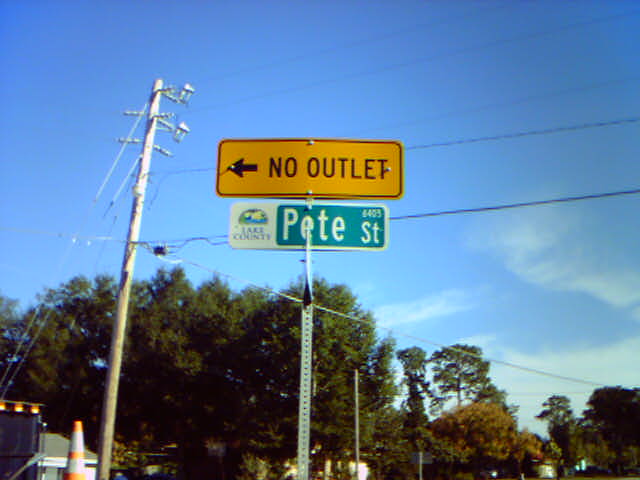 NO OUTLET
LAKE
COUNTY
Pete St 6405